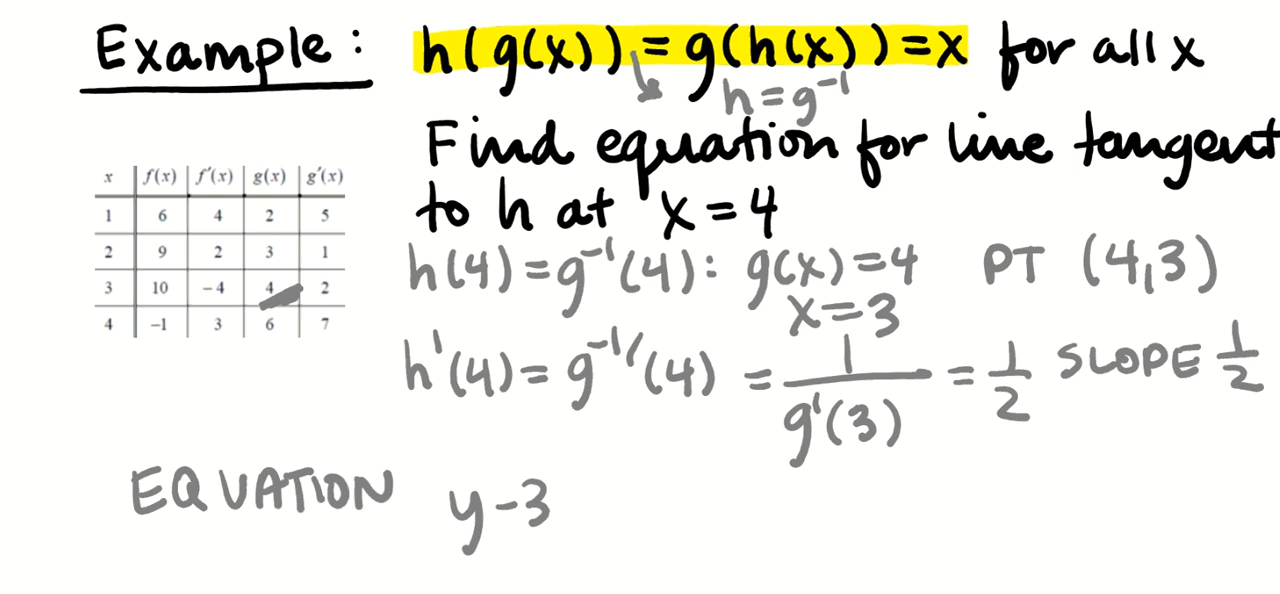 Example: h(g(x)) = g(h(x)) = x for all x
h = g⁻¹
Find equation for line tangent
to h at x = 4
x f(x) f'(x) g(x) g'(x)
1 6 4 2 5
2 9 2 3 1
3 10 −4 4 2
4 −1 3 6 7
h(4) = g⁻¹(4): g(x) = 4 PT (4,3)
x = 3
h'(4) = g⁻¹'(4) = 1/g'(3) = 1/2 SLOPE 1/2
EQUATION y − 3